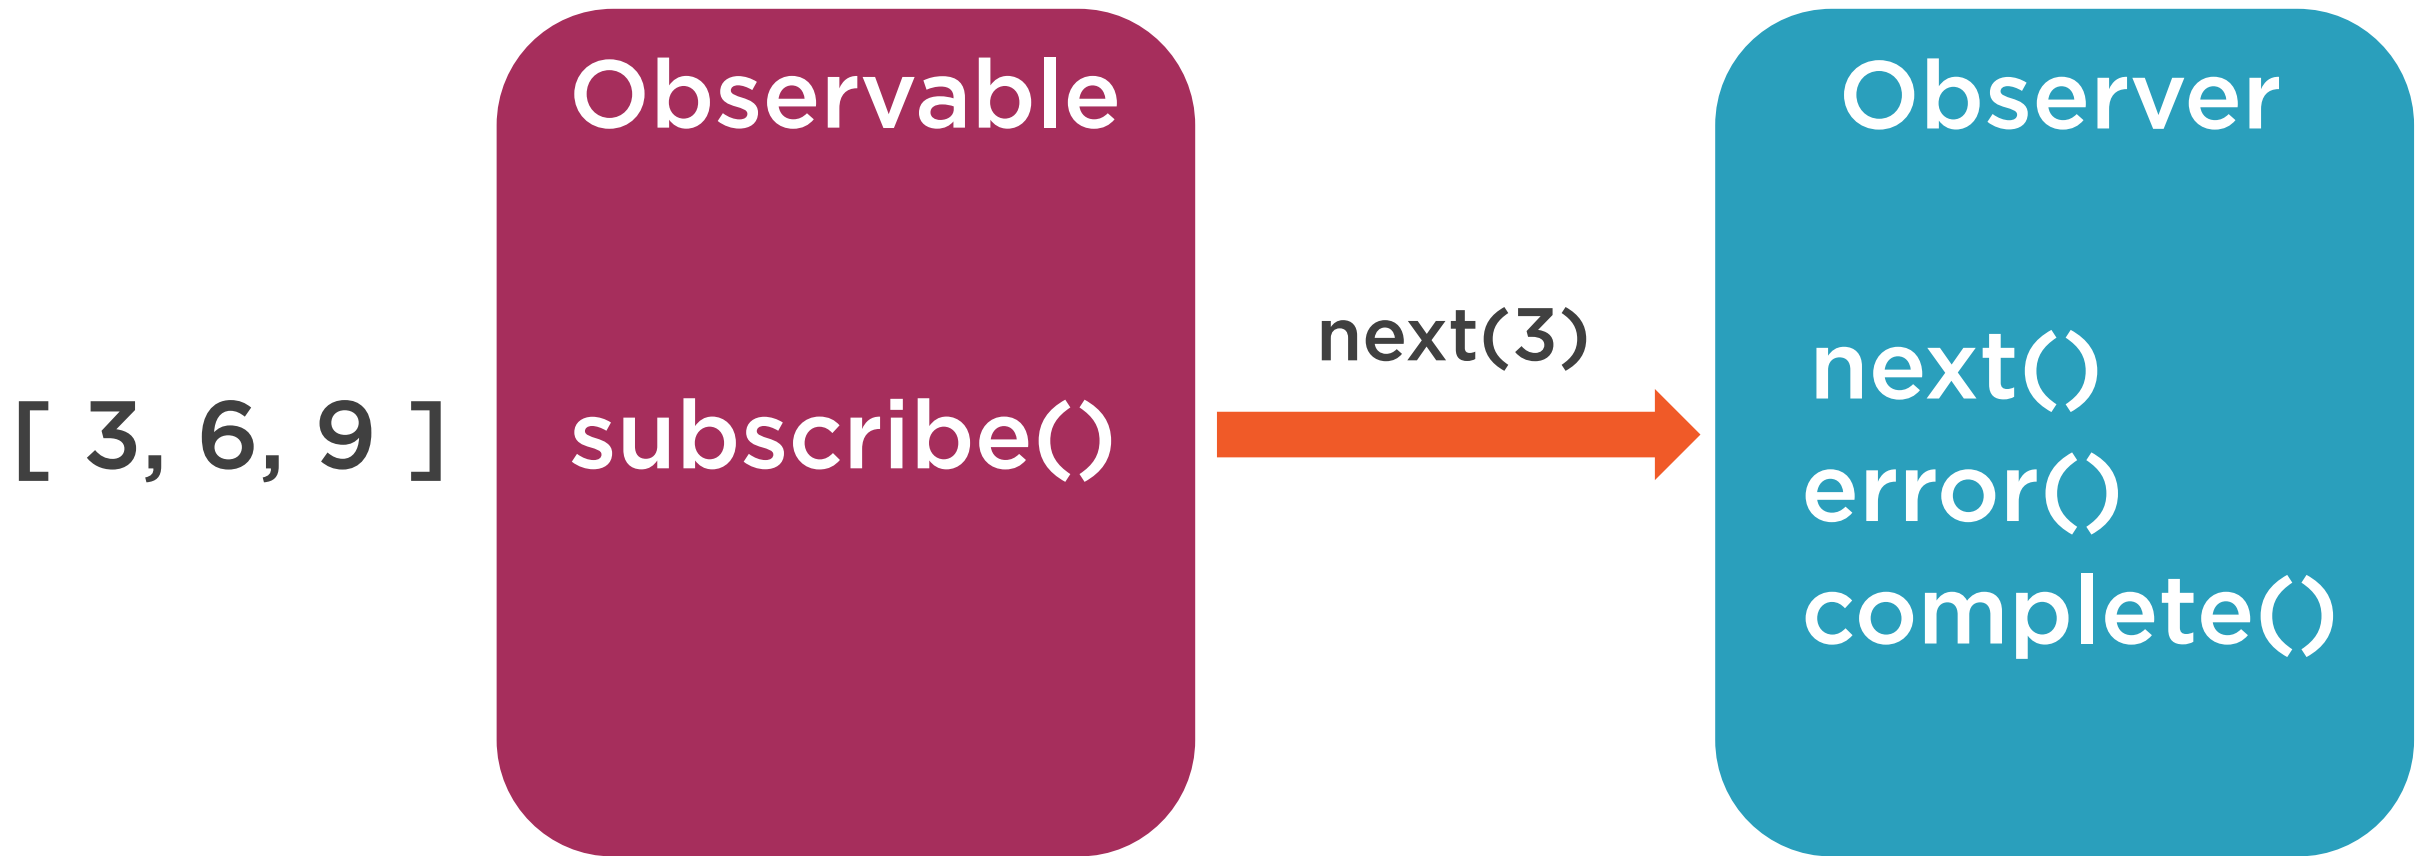 [ 3, 6, 9 ]
Observable
subscribe()
next(3)
Observer
next()
error()
complete()